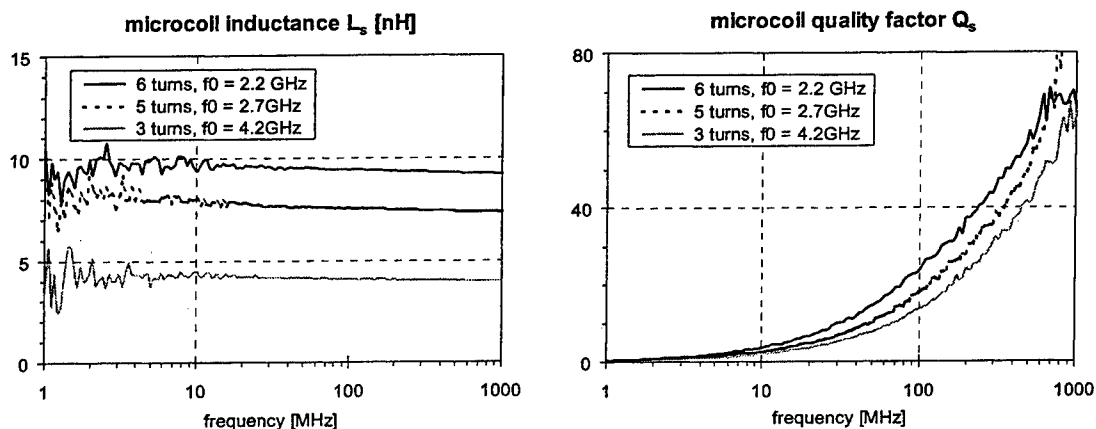 microcoil inductance Ls [nH]
15
10
5
0
6 turns, f0 = 2.2 GHz
5 turns, f0 = 2.7GHz
3 turns, f0 = 4.2GHz
1
10
100
1000
frequency [MHz]
microcoil quality factor Qs
80
40
0
6 turns, f0 = 2.2 GHz
5 turns, f0 = 2.7GHz
3 turns, f0 = 4.2GHz
1
10
100
1000
frequency [MHz]